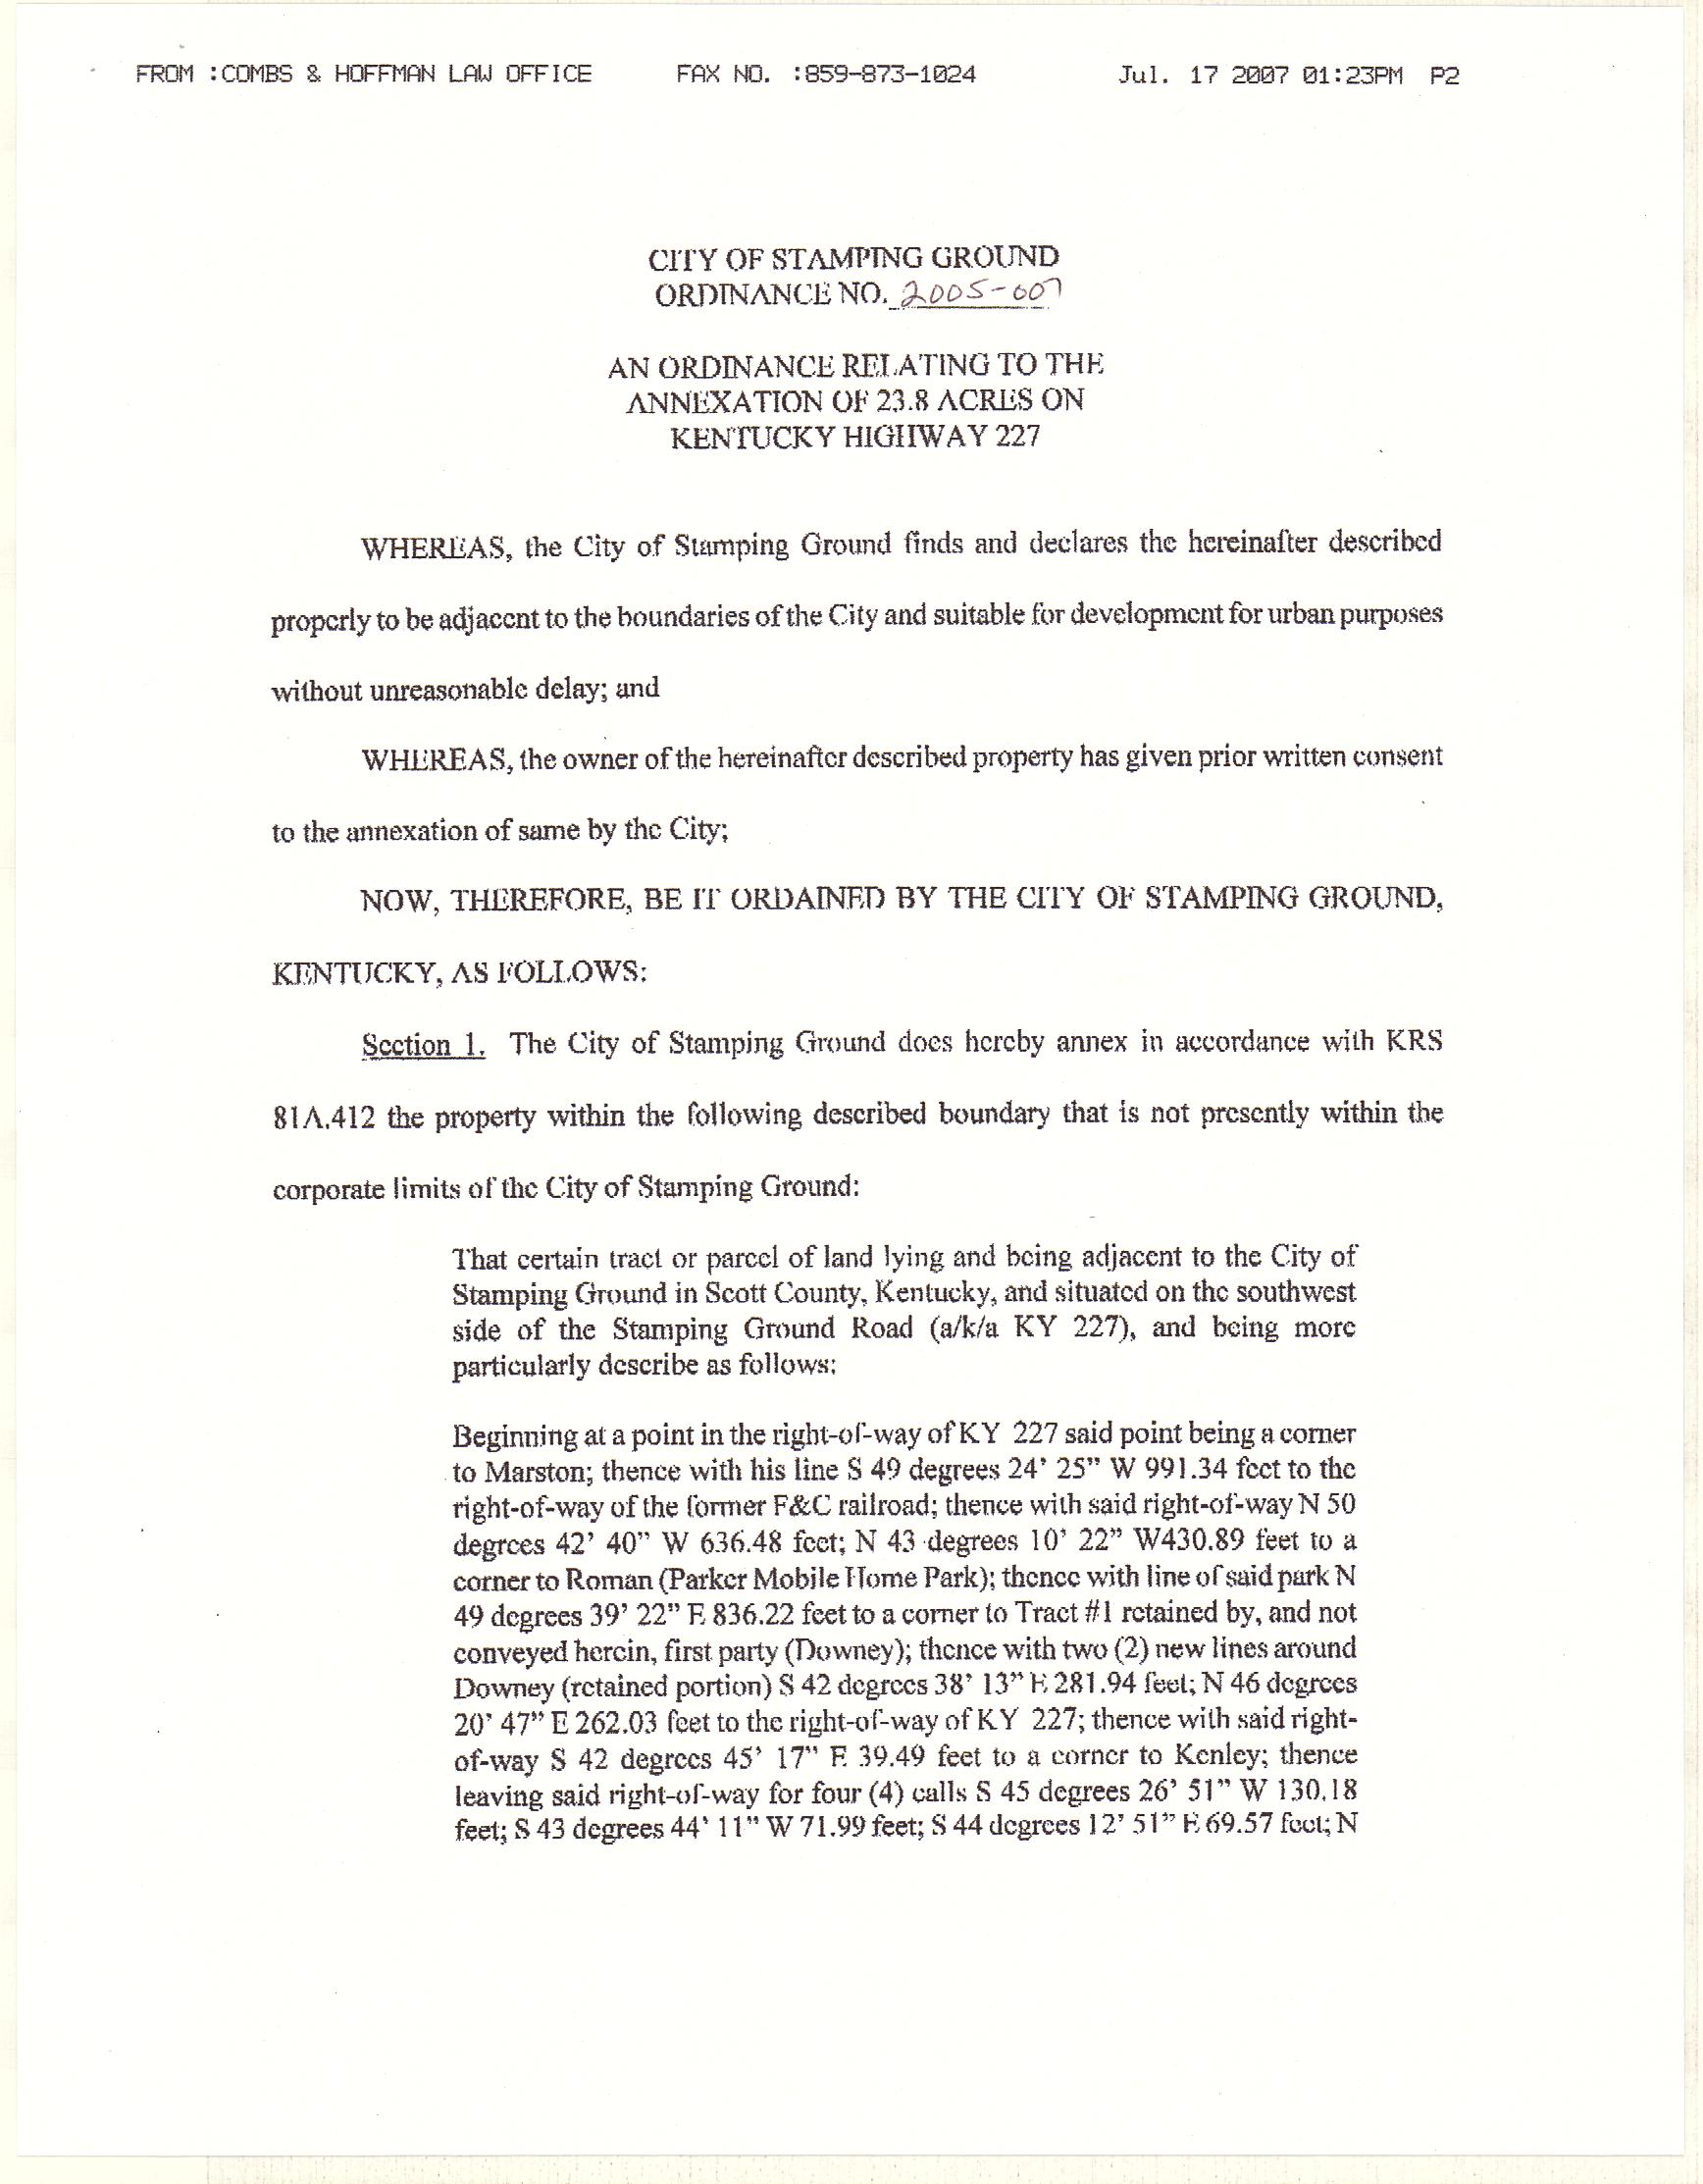 FROM :COMBS & HOFFMAN LAW OFFICE FAX NO. :859-873-1024 Jul. 17 2007 01:23PM P2
CITY OF STAMPING GROUND
ORDINANCE NO. 2005-007
AN ORDINANCE RELATING TO THE
ANNEXATION OF 23.8 ACRES ON
KENTUCKY HIGHWAY 227
WHEREAS, the City of Stamping Ground finds and declares the hereinafter described
property to be adjacent to the boundaries of the City and suitable for development for urban purposes
without unreasonable delay; and
WHEREAS, the owner of the hereinafter described property has given prior written consent
to the annexation of same by the City;
NOW, THEREFORE, BE IT ORDAINED BY THE CITY OF STAMPING GROUND,
KENTUCKY, AS FOLLOWS:
Section 1. The City of Stamping Ground does hereby annex in accordance with KRS
81A.412 the property within the following described boundary that is not presently within the
corporate limits of the City of Stamping Ground:
That certain tract or parcel of land lying and being adjacent to the City of
Stamping Ground in Scott County, Kentucky, and situated on the southwest
side of the Stamping Ground Road (a/k/a KY 227), and being more
particularly describe as follows:
Beginning at a point in the right-of-way of KY 227 said point being a corner
to Marston; thence with his line S 49 degrees 24' 25" W 991.34 feet to the
right-of-way of the former F&C railroad; thence with said right-of-way N 50
degrees 42' 40" W 636.48 feet; N 43 degrees 10' 22" W430.89 feet to a
corner to Roman (Parker Mobile Home Park); thence with line of said park N
49 degrees 39' 22" E 836.22 feet to a corner to Tract #1 retained by, and not
conveyed herein, first party (Downey); thence with two (2) new lines around
Downey (retained portion) S 42 degrees 38' 13" E 281.94 feet; N 46 degrees
20' 47" E 262.03 feet to the right-of-way of KY 227; thence with said right-
of-way S 42 degrees 45' 17" E 39.49 feet to a corner to Kenley; thence
leaving said right-of-way for four (4) calls S 45 degrees 26' 51" W 130.18
feet; S 43 degrees 44' 11" W 71.99 feet; S 44 degrees 12' 51" E 69.57 feet; N